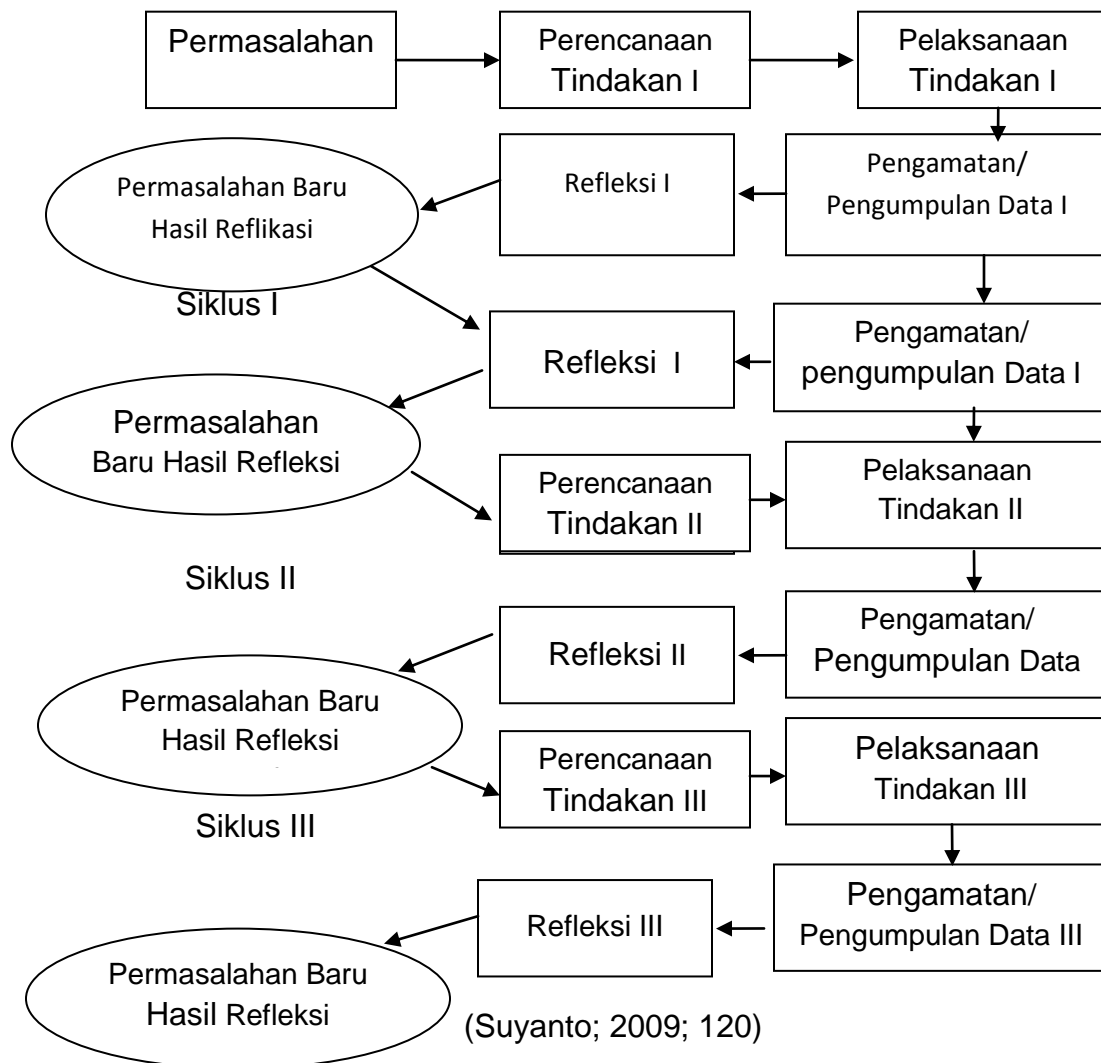 Permasalahan
Perencanaan
Tindakan I
Pelaksanaan
Tindakan I
Permasalahan Baru
Hasil Reflikasi
Refleksi I
Pengamatan/
Pengumpulan Data I
Siklus I
Refleksi I
Pengamatan/
pengumpulan Data I
Permasalahan
Baru Hasil Refleksi
Perencanaan
Tindakan II
Pelaksanaan
Tindakan II
Siklus II
Refleksi II
Pengamatan/
Pengumpulan Data
Permasalahan Baru
Hasil Refleksi
Perencanaan
Tindakan III
Pelaksanaan
Tindakan III
Siklus III
Refleksi III
Pengamatan/
Pengumpulan Data III
Permasalahan Baru
Hasil Refleksi
(Suyanto; 2009; 120)